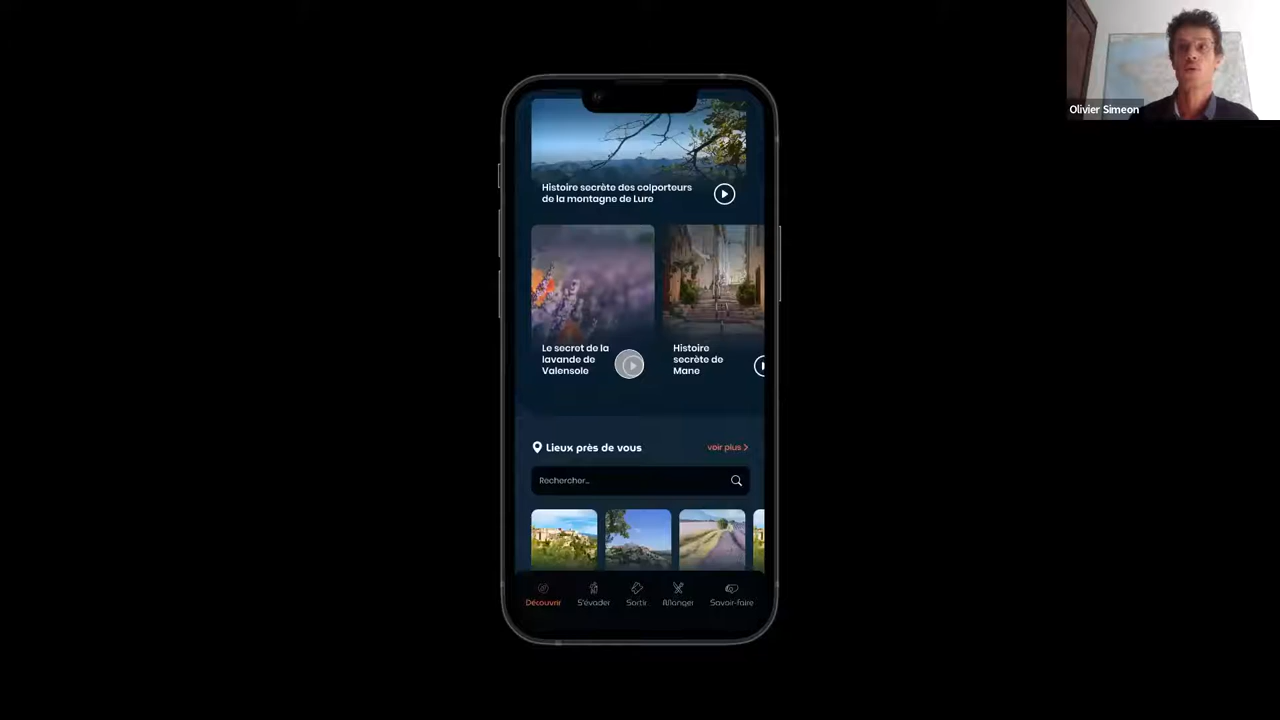 Olivier Simeon
Histoire secrète des colporteurs
de la montagne de Lure
Le secret de la
lavande de
Valensole
Histoire
secrète de
Mane
Lieux près de vous
voir plus
Rechercher...
Découvrir
S'évader
Sortir
Manger
Savoir-faire